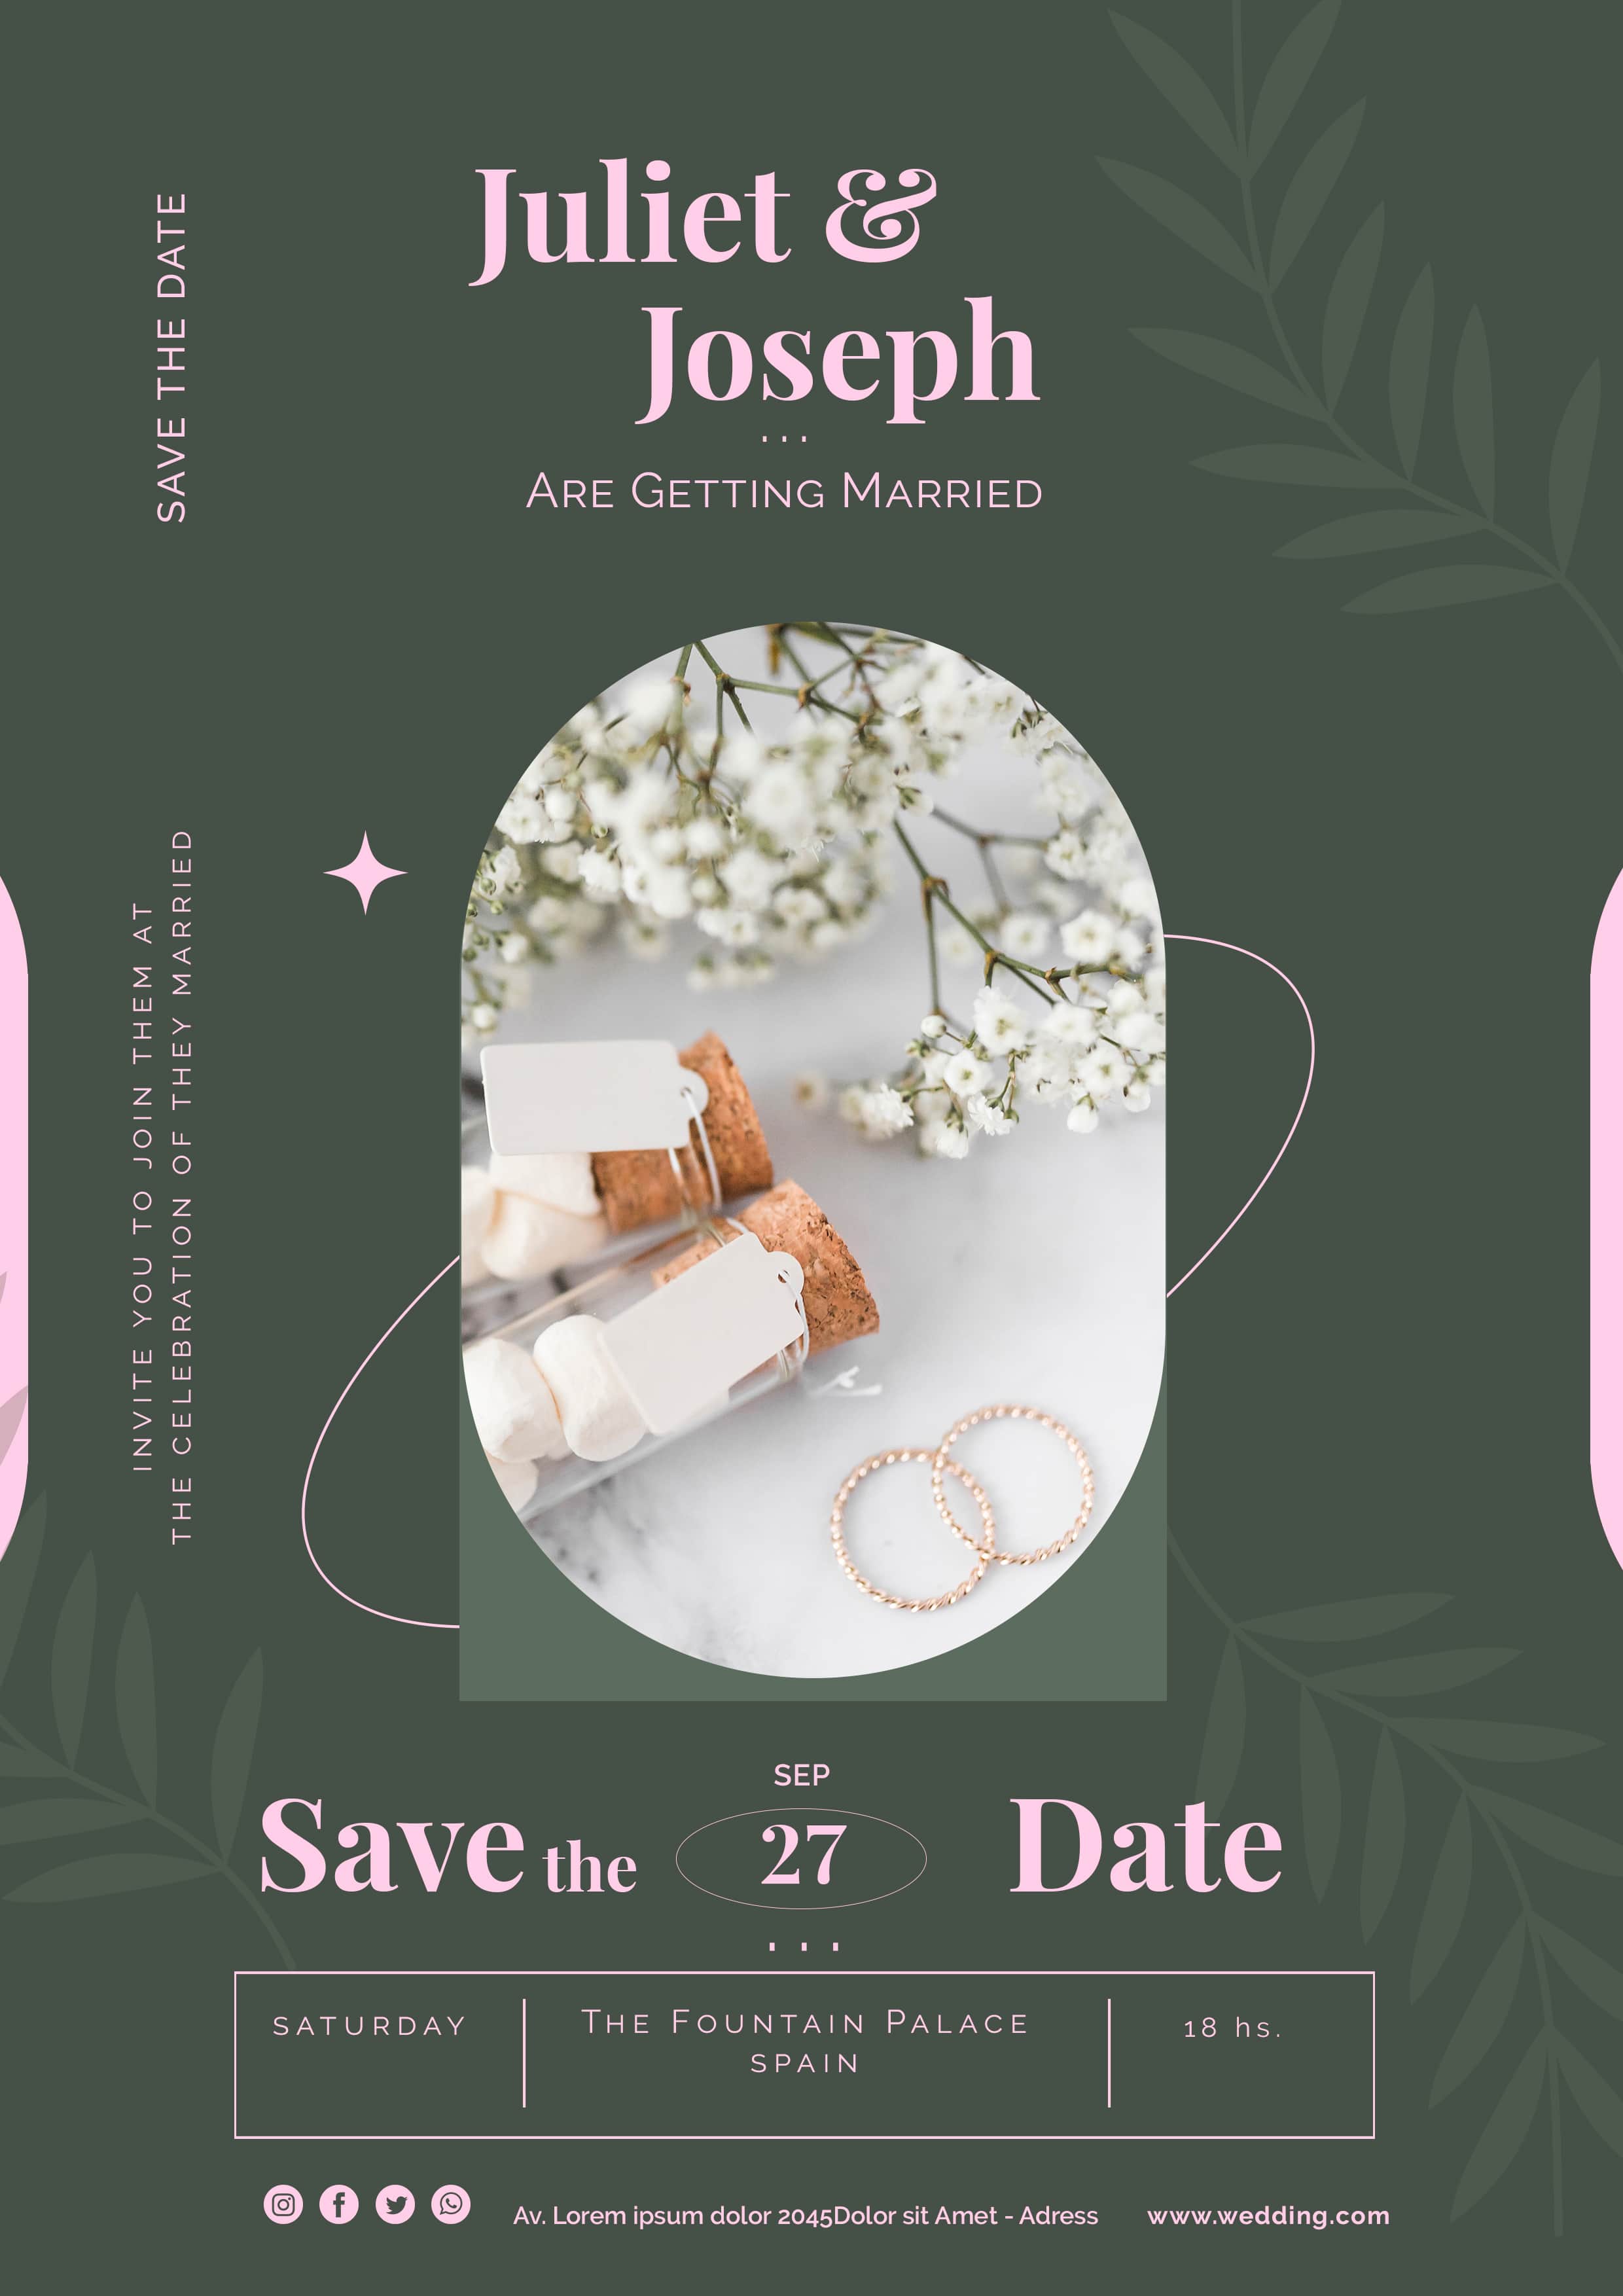 SAVE THE DATE
Juliet &
Joseph
...
ARE GETTING MARRIED
INVITE YOU TO JOIN THEM AT
THE CELEBRATION OF THEY MARRIED
SEP
Save the 27 Date
...
SATURDAY
THE FOUNTAIN PALACE
SPAIN
18 hs.
Av. Lorem ipsum dolor 2045Dolor sit Amet - Adress
www.wedding.com